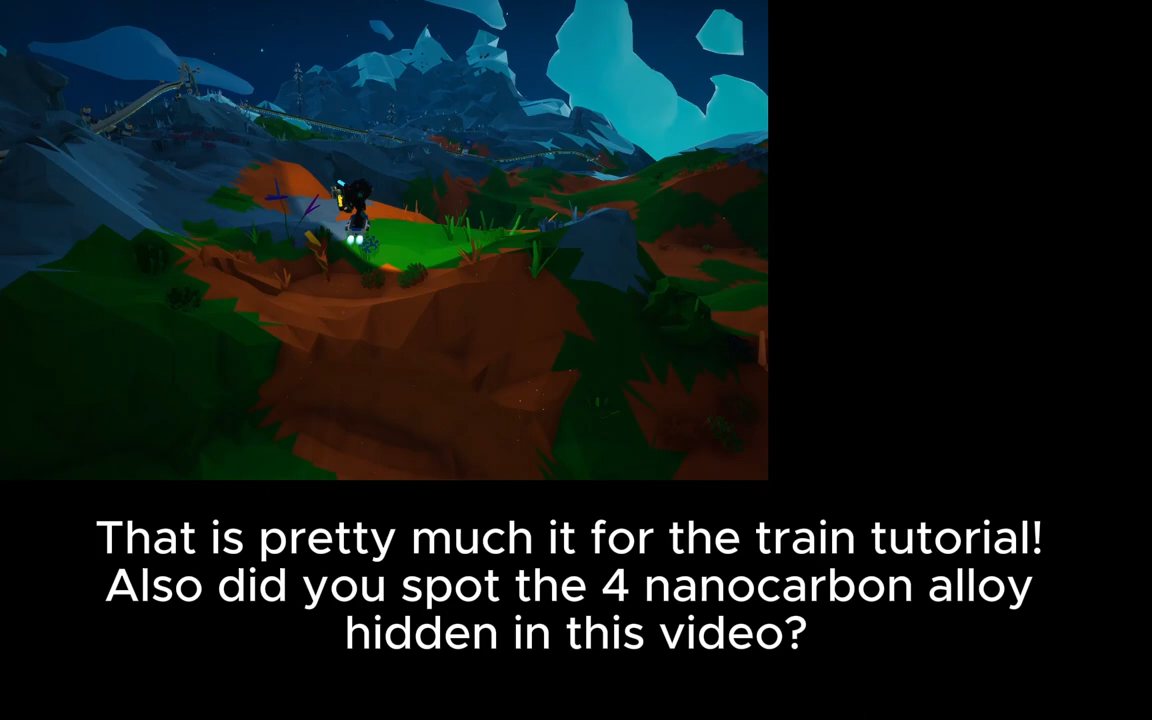 That is pretty much it for the train tutorial!
Also did you spot the 4 nanocarbon alloy
hidden in this video?